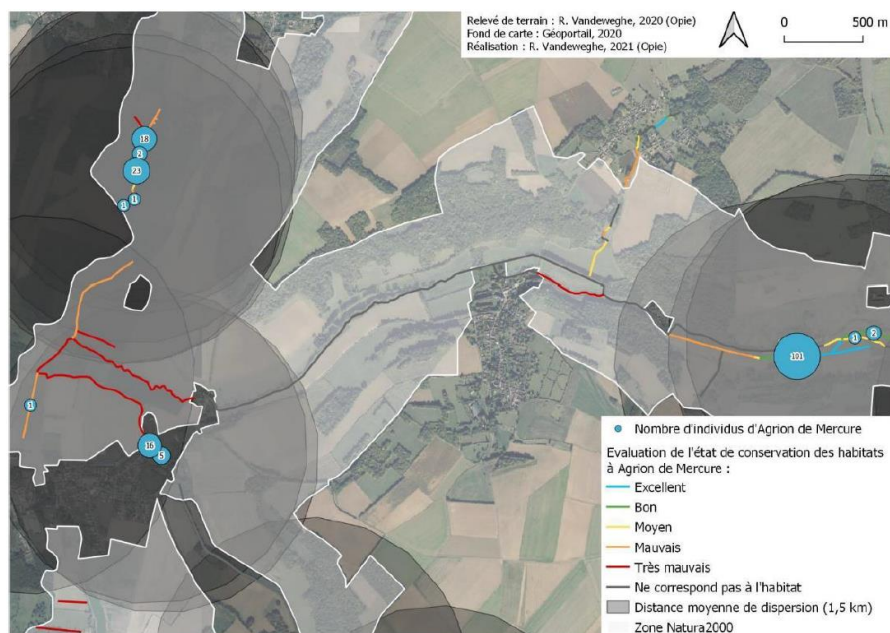 Relevé de terrain : R. Vandeweghe, 2020 (Opie)
Fond de carte : Géoportail, 2020
Réalisation : R. Vandeweghe, 2021 (Opie)
0 500 m
18
2
23
1 1
1
16
5
101
1 2
Nombre d'individus d'Agrion de Mercure
Evaluation de l'état de conservation des habitats
à Agrion de Mercure :
Excellent
Bon
Moyen
Mauvais
Très mauvais
Ne correspond pas à l'habitat
Distance moyenne de dispersion (1,5 km)
Zone Natura2000